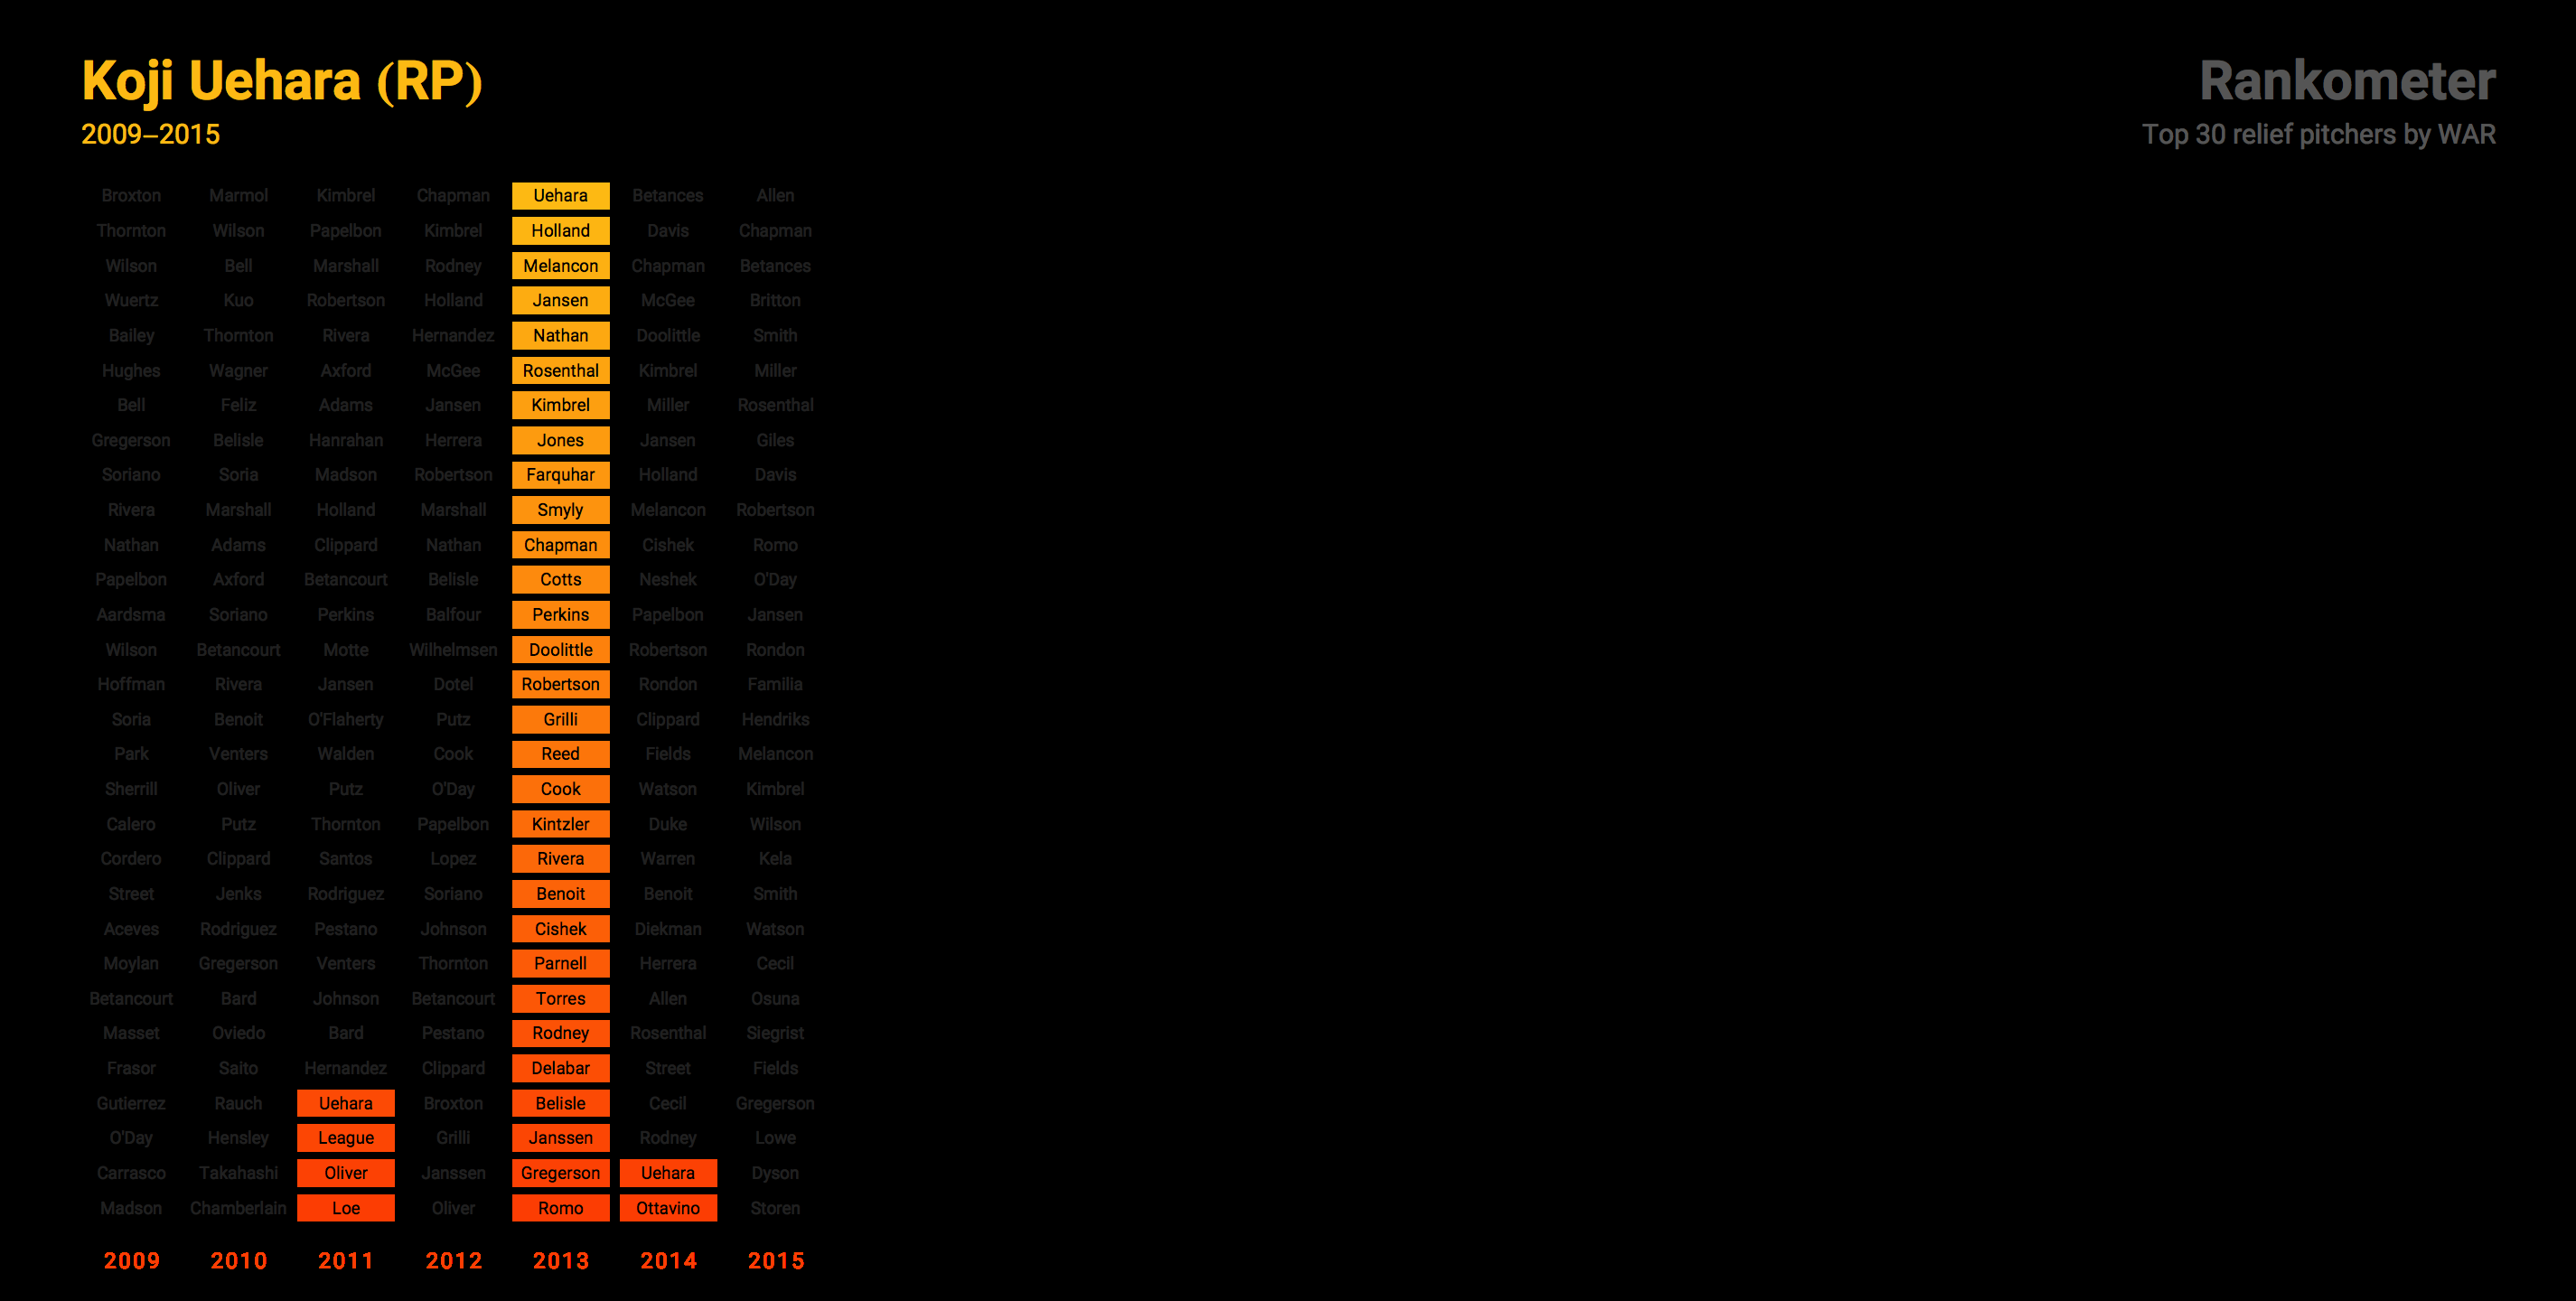 Koji Uehara (RP)
2009–2015
Rankometer
Top 30 relief pitchers by WAR
Broxton Marmol Kimbrel Chapman Uehara Betances Allen
Thornton Wilson Papelbon Kimbrel Holland Davis Chapman
Wilson Bell Marshall Rodney Melancon Chapman Betances
Wuertz Kuo Robertson Holland Jansen McGee Britton
Bailey Thornton Rivera Hernandez Nathan Doolittle Smith
Hughes Wagner Axford McGee Rosenthal Kimbrel Miller
Bell Feliz Adams Jansen Kimbrel Miller Rosenthal
Gregerson Belisle Hanrahan Herrera Jones Jansen Giles
Soriano Soria Madson Robertson Farquhar Holland Davis
Rivera Marshall Holland Marshall Smyly Melancon Robertson
Nathan Adams Clippard Nathan Chapman Cishek Romo
Papelbon Axford Betancourt Belisle Cotts Neshek O'Day
Aardsma Soriano Perkins Balfour Perkins Papelbon Jansen
Wilson Betancourt Motte Wilhelmsen Doolittle Robertson Rondon
Hoffman Rivera Jansen Dotel Robertson Rondon Familia
Soria Benoit O'Flaherty Putz Grilli Clippard Hendriks
Park Venters Walden Cook Reed Fields Melancon
Sherrill Oliver Putz O'Day Cook Watson Kimbrel
Calero Putz Thornton Papelbon Kintzler Duke Wilson
Cordero Clippard Santos Lopez Rivera Warren Kela
Street Jenks Rodriguez Soriano Benoit Benoit Smith
Aceves Rodriguez Pestano Johnson Cishek Diekman Watson
Moylan Gregerson Venters Thornton Parnell Herrera Cecil
Betancourt Bard Johnson Betancourt Torres Allen Osuna
Masset Oviedo Bard Pestano Rodney Rosenthal Siegrist
Frasor Saito Hernandez Clippard Delabar Street Fields
Gutierrez Rauch Uehara Broxton Belisle Cecil Gregerson
O'Day Hensley League Grilli Janssen Rodney Lowe
Carrasco Takahashi Oliver Janssen Gregerson Uehara Dyson
Madson Chamberlain Loe Oliver Romo Ottavino Storen
2009 2010 2011 2012 2013 2014 2015